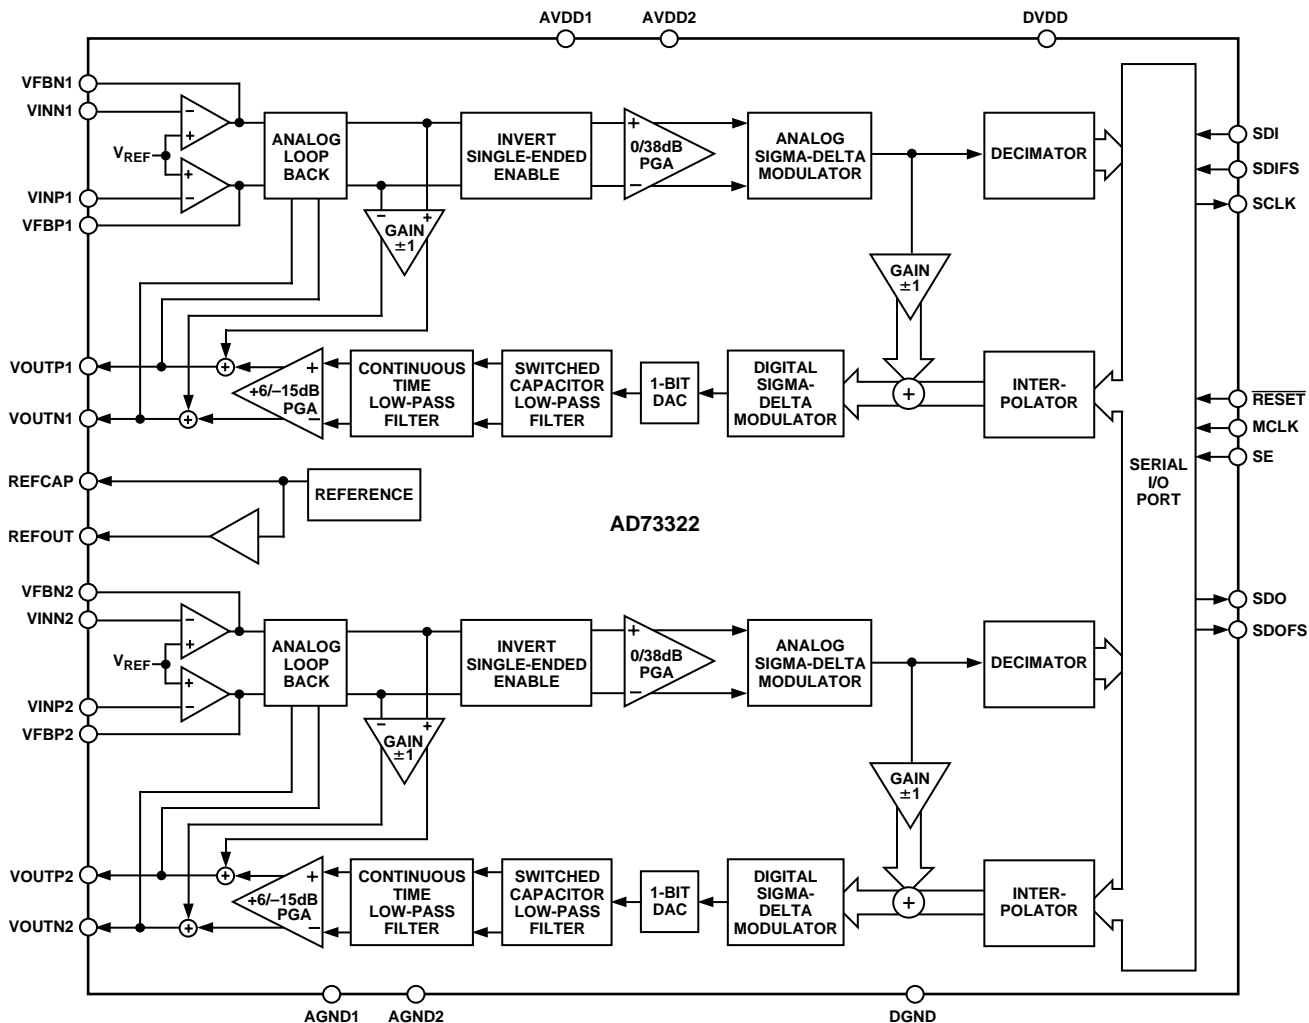 AVDD1 AVDD2 DVDD
VFBN1
VINN1
VREF
VINP1
VFBP1
ANALOG
LOOP
BACK
INVERT
SINGLE-ENDED
ENABLE
+
0/38dB
PGA
−
ANALOG
SIGMA-DELTA
MODULATOR
DECIMATOR
SDI
SDIFS
SCLK
− +
GAIN
±1
GAIN
±1
VOUTP1
VOUTN1
+
+6/–15dB
PGA
−
CONTINUOUS
TIME
LOW-PASS
FILTER
SWITCHED
CAPACITOR
LOW-PASS
FILTER
1-BIT
DAC
DIGITAL
SIGMA-
DELTA
MODULATOR
+
INTER-
POLATOR
RESET
MCLK
SE
SERIAL
I/O
PORT
REFCAP
REFOUT
REFERENCE
AD73322
SDO
SDOFS
VFBN2
VINN2
VREF
VINP2
VFBP2
ANALOG
LOOP
BACK
INVERT
SINGLE-ENDED
ENABLE
+
0/38dB
PGA
−
ANALOG
SIGMA-DELTA
MODULATOR
DECIMATOR
− +
GAIN
±1
GAIN
±1
VOUTP2
VOUTN2
+
+6/–15dB
PGA
−
CONTINUOUS
TIME
LOW-PASS
FILTER
SWITCHED
CAPACITOR
LOW-PASS
FILTER
1-BIT
DAC
DIGITAL
SIGMA-
DELTA
MODULATOR
+
INTER-
POLATOR
AGND1 AGND2 DGND